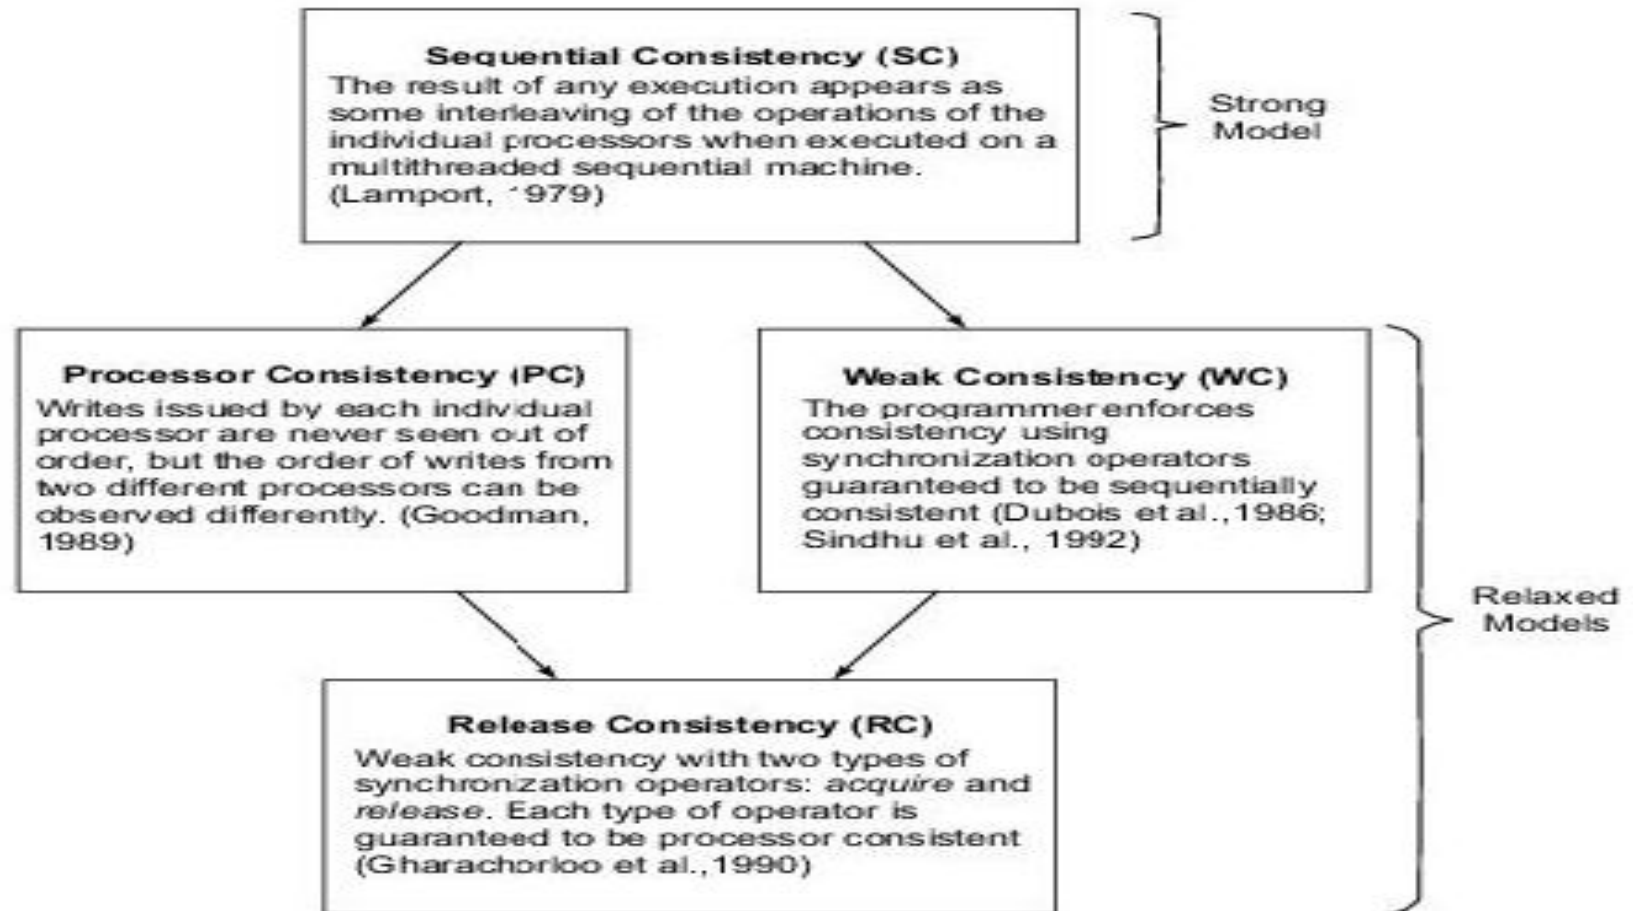 Sequential Consistency (SC)
The result of any execution appears as
some interleaving of the operations of the
individual processors when executed on a
multithreaded sequential machine.
(Lamport, 1979)
Strong
Model
Processor Consistency (PC)
Writes issued by each individual
processor are never seen out of
order, but the order of writes from
two different processors can be
observed differently. (Goodman,
1989)
Weak Consistency (WC)
The programmer enforces
consistency using
synchronization operators
guaranteed to be sequentially
consistent (Dubois et al., 1986;
Sindhu et al., 1992)
Relaxed
Models
Release Consistency (RC)
Weak consistency with two types of
synchronization operators: acquire and
release. Each type of operator is
guaranteed to be processor consistent
(Gharachorloo et al., 1990)